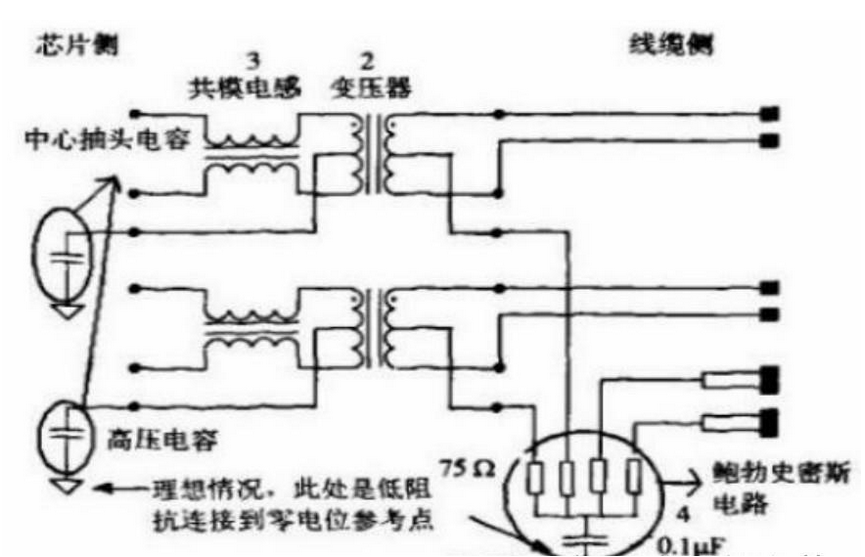 芯片侧
线缆侧
3
共模电感
2
变压器
中心抽头电容
高压电容
理想情况，此处是低阻
抗连接到零电位参考点
75Ω
鲍勃史密斯
电路
4
0.1μF